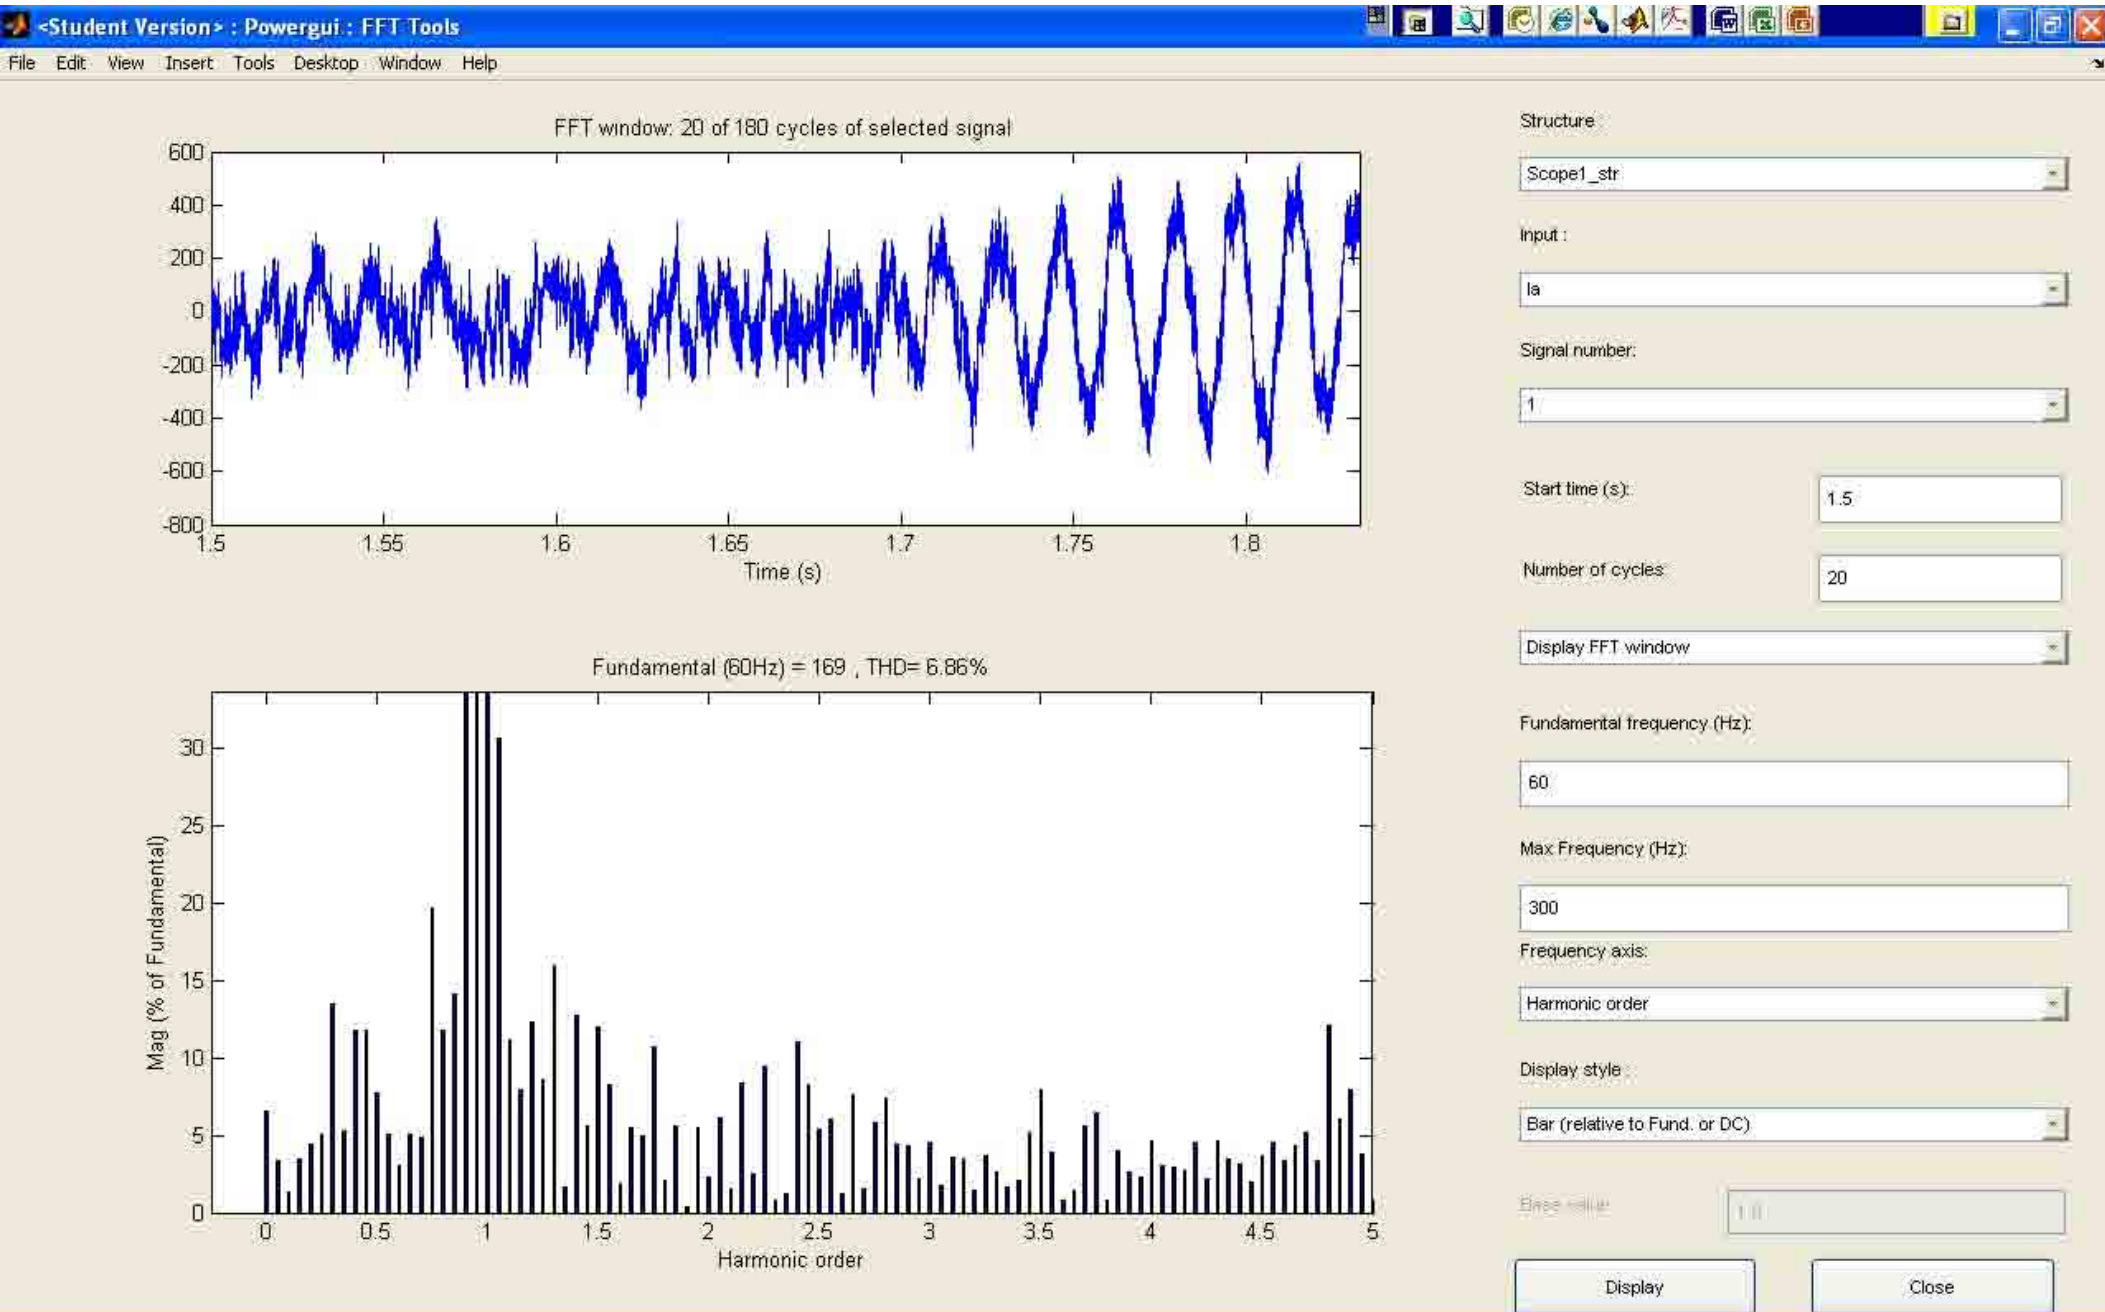 <Student Version> : Powergui : FFT Tools
File Edit View Insert Tools Desktop Window Help
FFT window: 20 of 180 cycles of selected signal
600
400
200
0
-200
-400
-600
-800
1.5 1.55 1.6 1.65 1.7 1.75 1.8
Time (s)
Fundamental (60Hz) = 169 , THD= 6.86%
Mag (% of Fundamental)
30
25
20
15
10
5
0
0 0.5 1 1.5 2 2.5 3 3.5 4 4.5 5
Harmonic order
Structure :
Scope1_str
Input :
Ia
Signal number:
1
Start time (s):
1.5
Number of cycles:
20
Display FFT window
Fundamental frequency (Hz):
60
Max Frequency (Hz):
300
Frequency axis:
Harmonic order
Display style :
Bar (relative to Fund. or DC)
Base value:
1.0
Display
Close